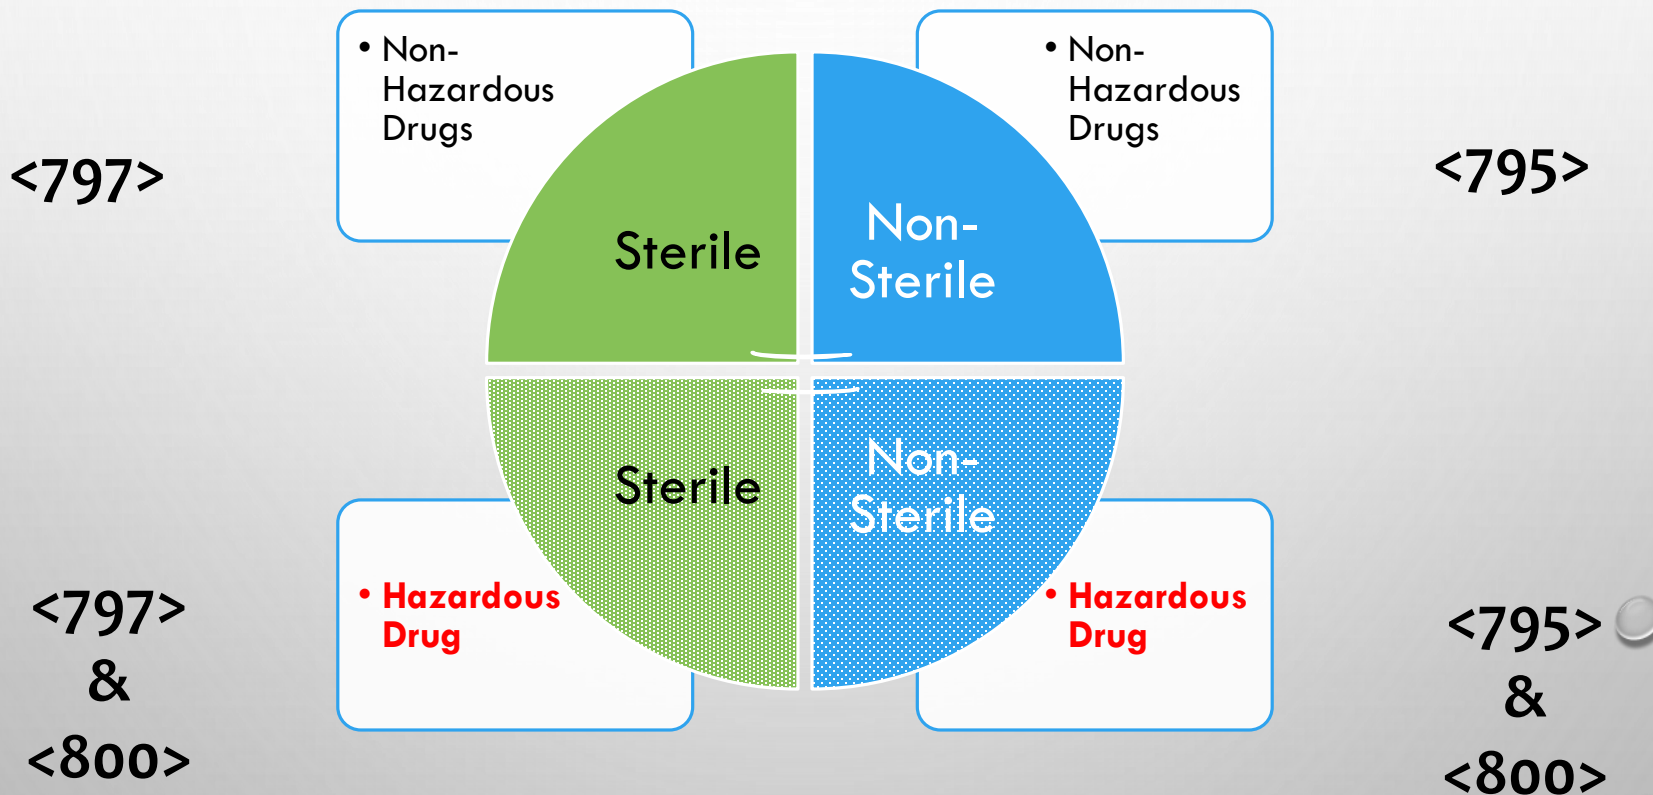 <797>
• Non-
Hazardous
Drugs
Sterile
Non-
Sterile
• Non-
Hazardous
Drugs
<795>
<797>
&
<800>
• Hazardous
Drug
Sterile
Non-
Sterile
• Hazardous
Drug
<795>
&
<800>